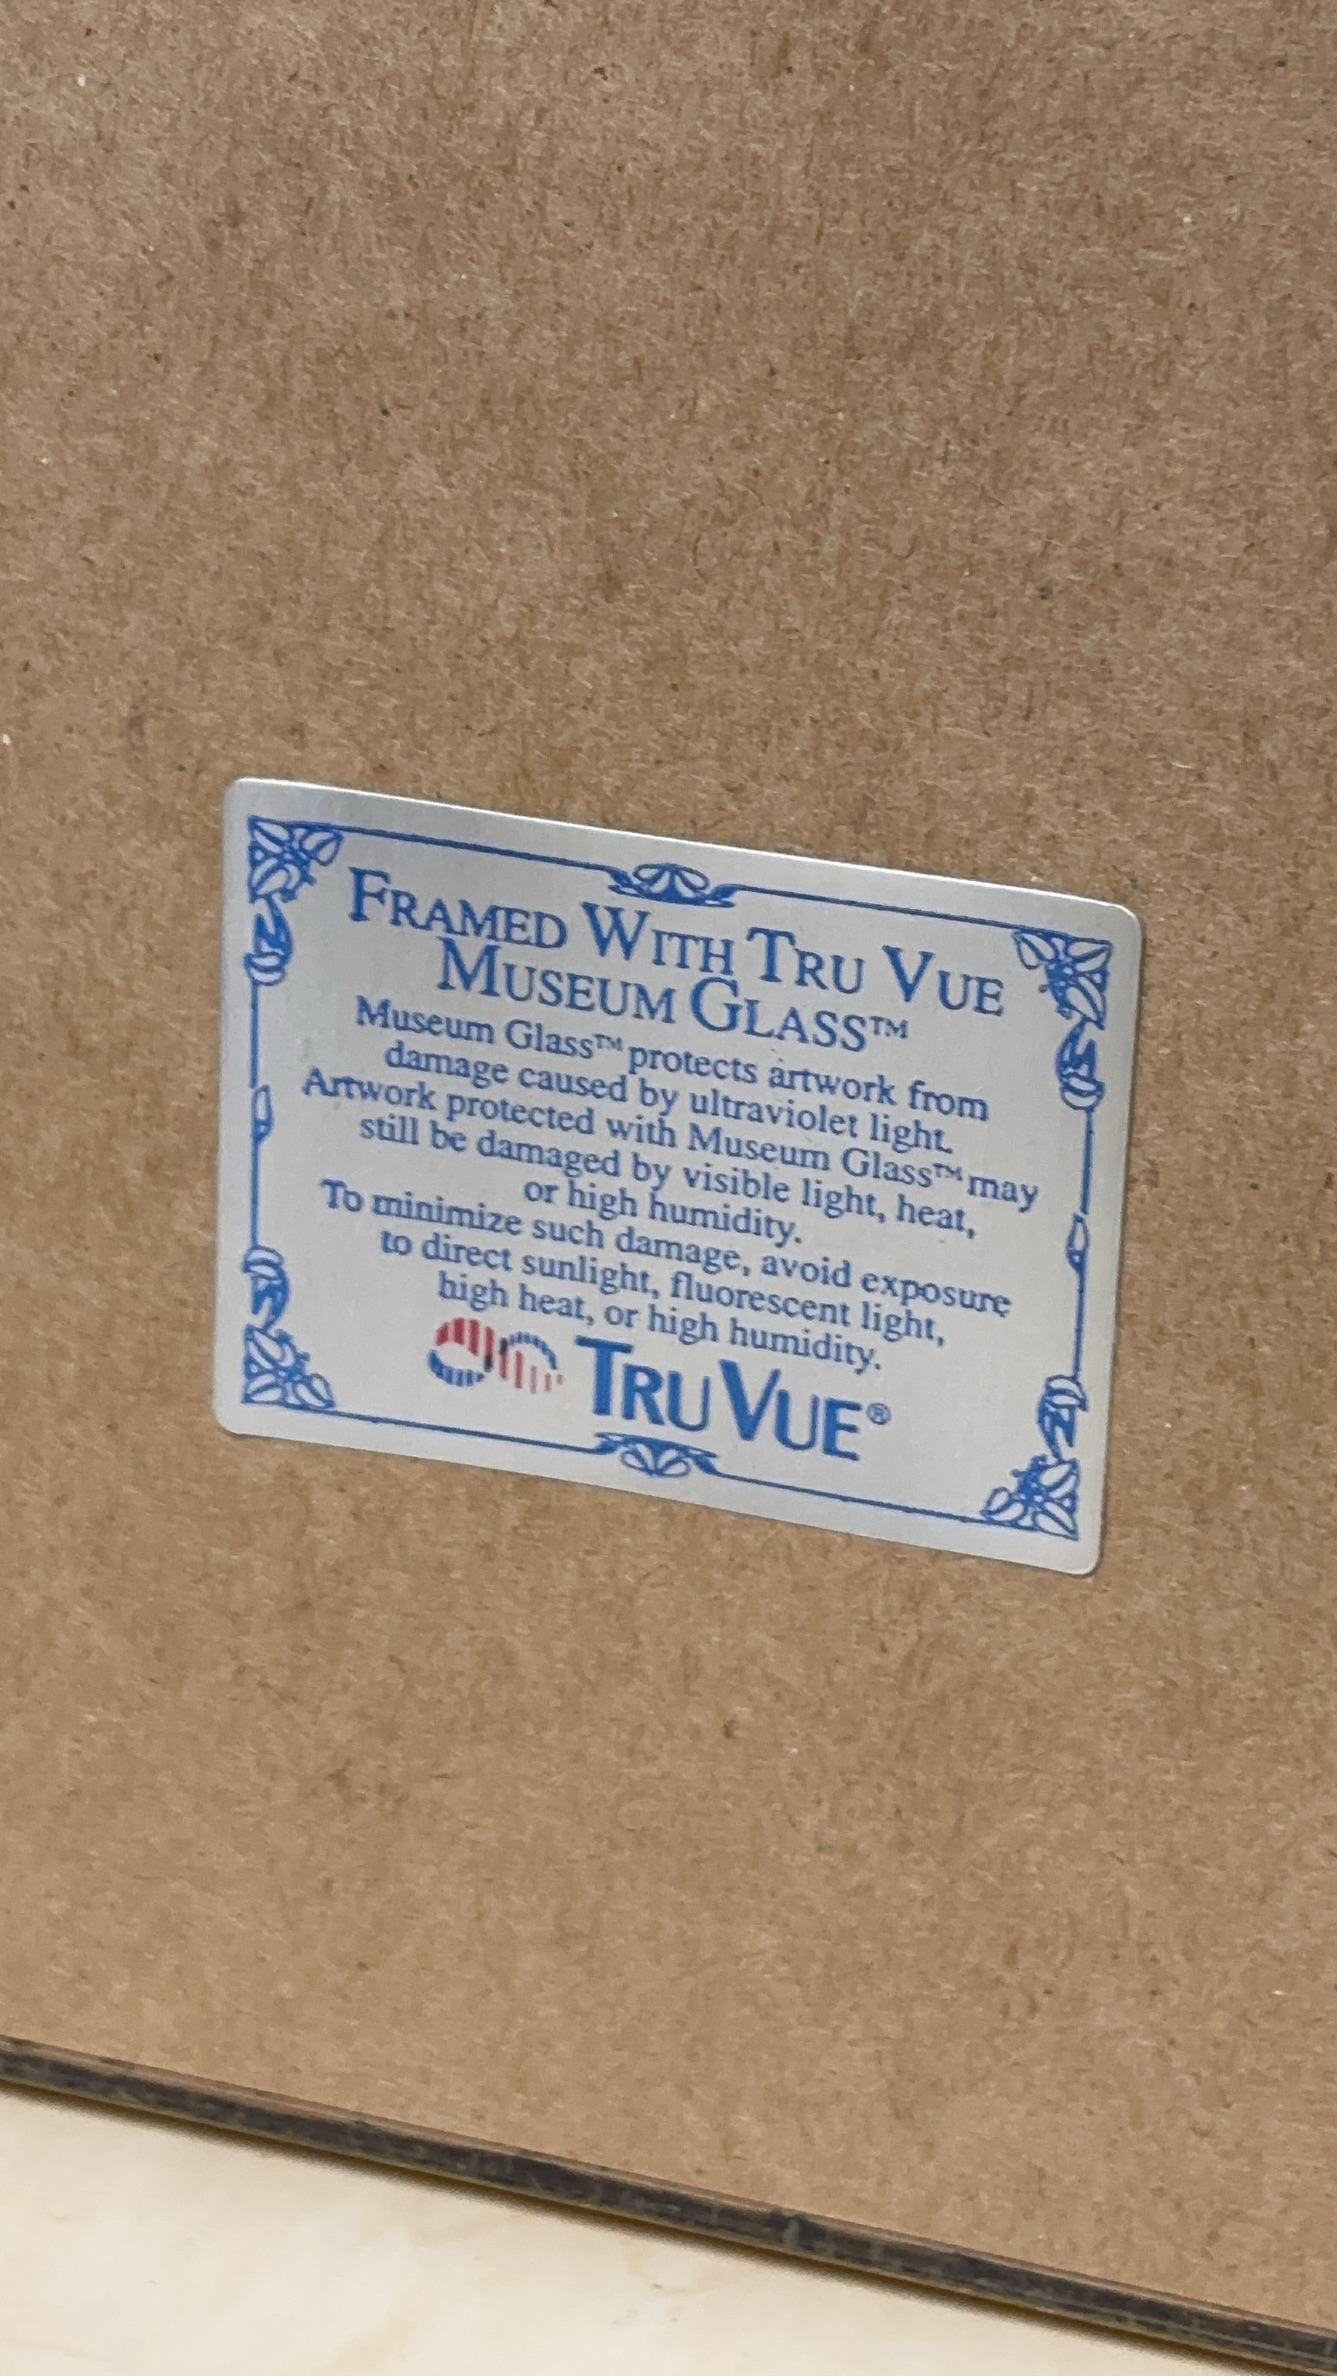 FRAMED WITH TRU VUE
MUSEUM GLASS™
Museum Glass™ protects artwork from
damage caused by ultraviolet light.
Artwork protected with Museum Glass™ may
still be damaged by visible light, heat,
or high humidity.
To minimize such damage, avoid exposure
to direct sunlight, fluorescent light,
high heat, or high humidity.
TRU VUE®